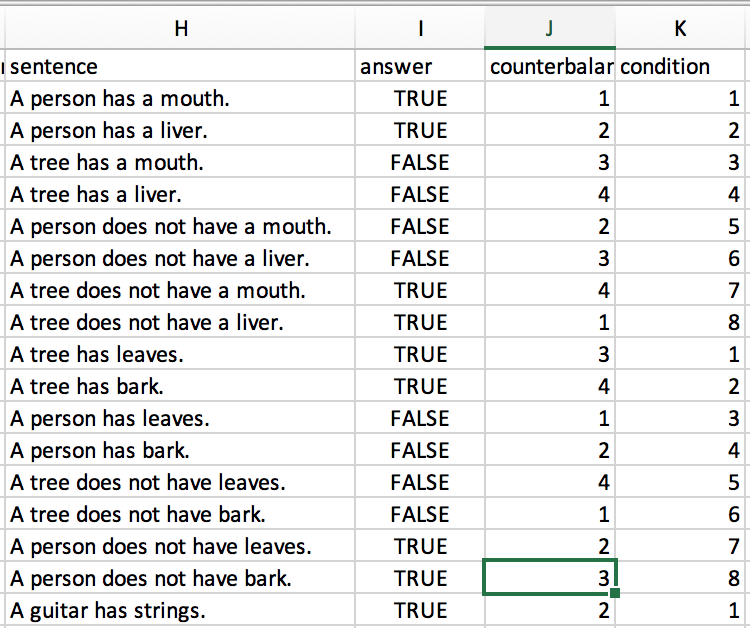 H I J K
sentence answer counterbalan condition
A person has a mouth. TRUE 1 1
A person has a liver. TRUE 2 2
A tree has a mouth. FALSE 3 3
A tree has a liver. FALSE 4 4
A person does not have a mouth. FALSE 2 5
A person does not have a liver. FALSE 3 6
A tree does not have a mouth. TRUE 4 7
A tree does not have a liver. TRUE 1 8
A tree has leaves. TRUE 3 1
A tree has bark. TRUE 4 2
A person has leaves. FALSE 1 3
A person has bark. FALSE 2 4
A tree does not have leaves. FALSE 4 5
A tree does not have bark. FALSE 1 6
A person does not have leaves. TRUE 2 7
A person does not have bark. TRUE 3 8
A guitar has strings. TRUE 2 1